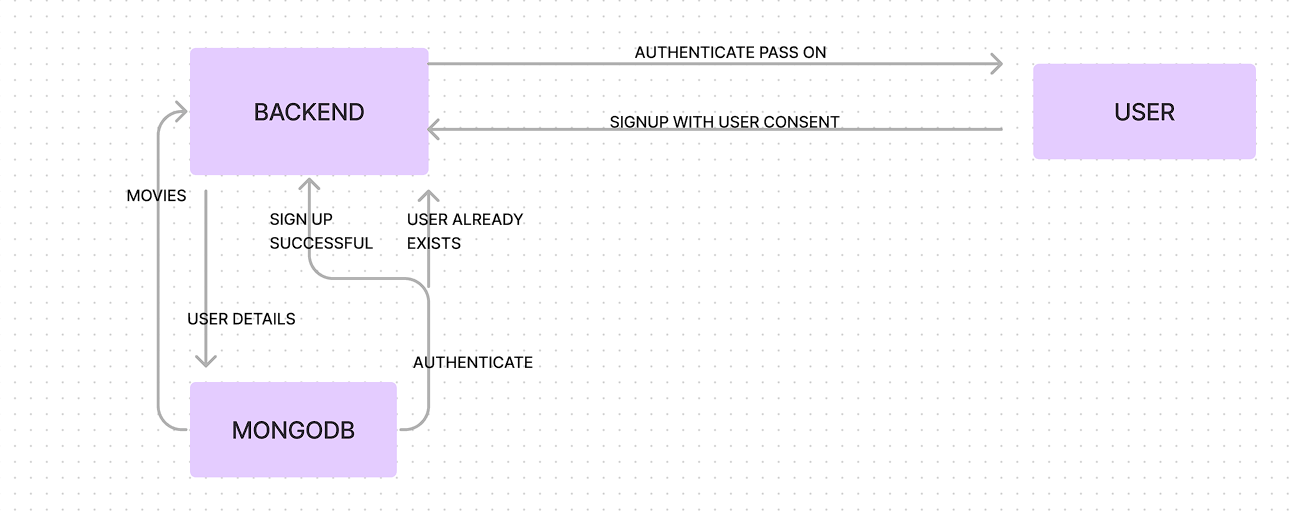 AUTHENTICATE PASS ON
BACKEND
USER
SIGNUP WITH USER CONSENT
MOVIES
SIGN UP
SUCCESSFUL
USER ALREADY
EXISTS
USER DETAILS
AUTHENTICATE
MONGODB